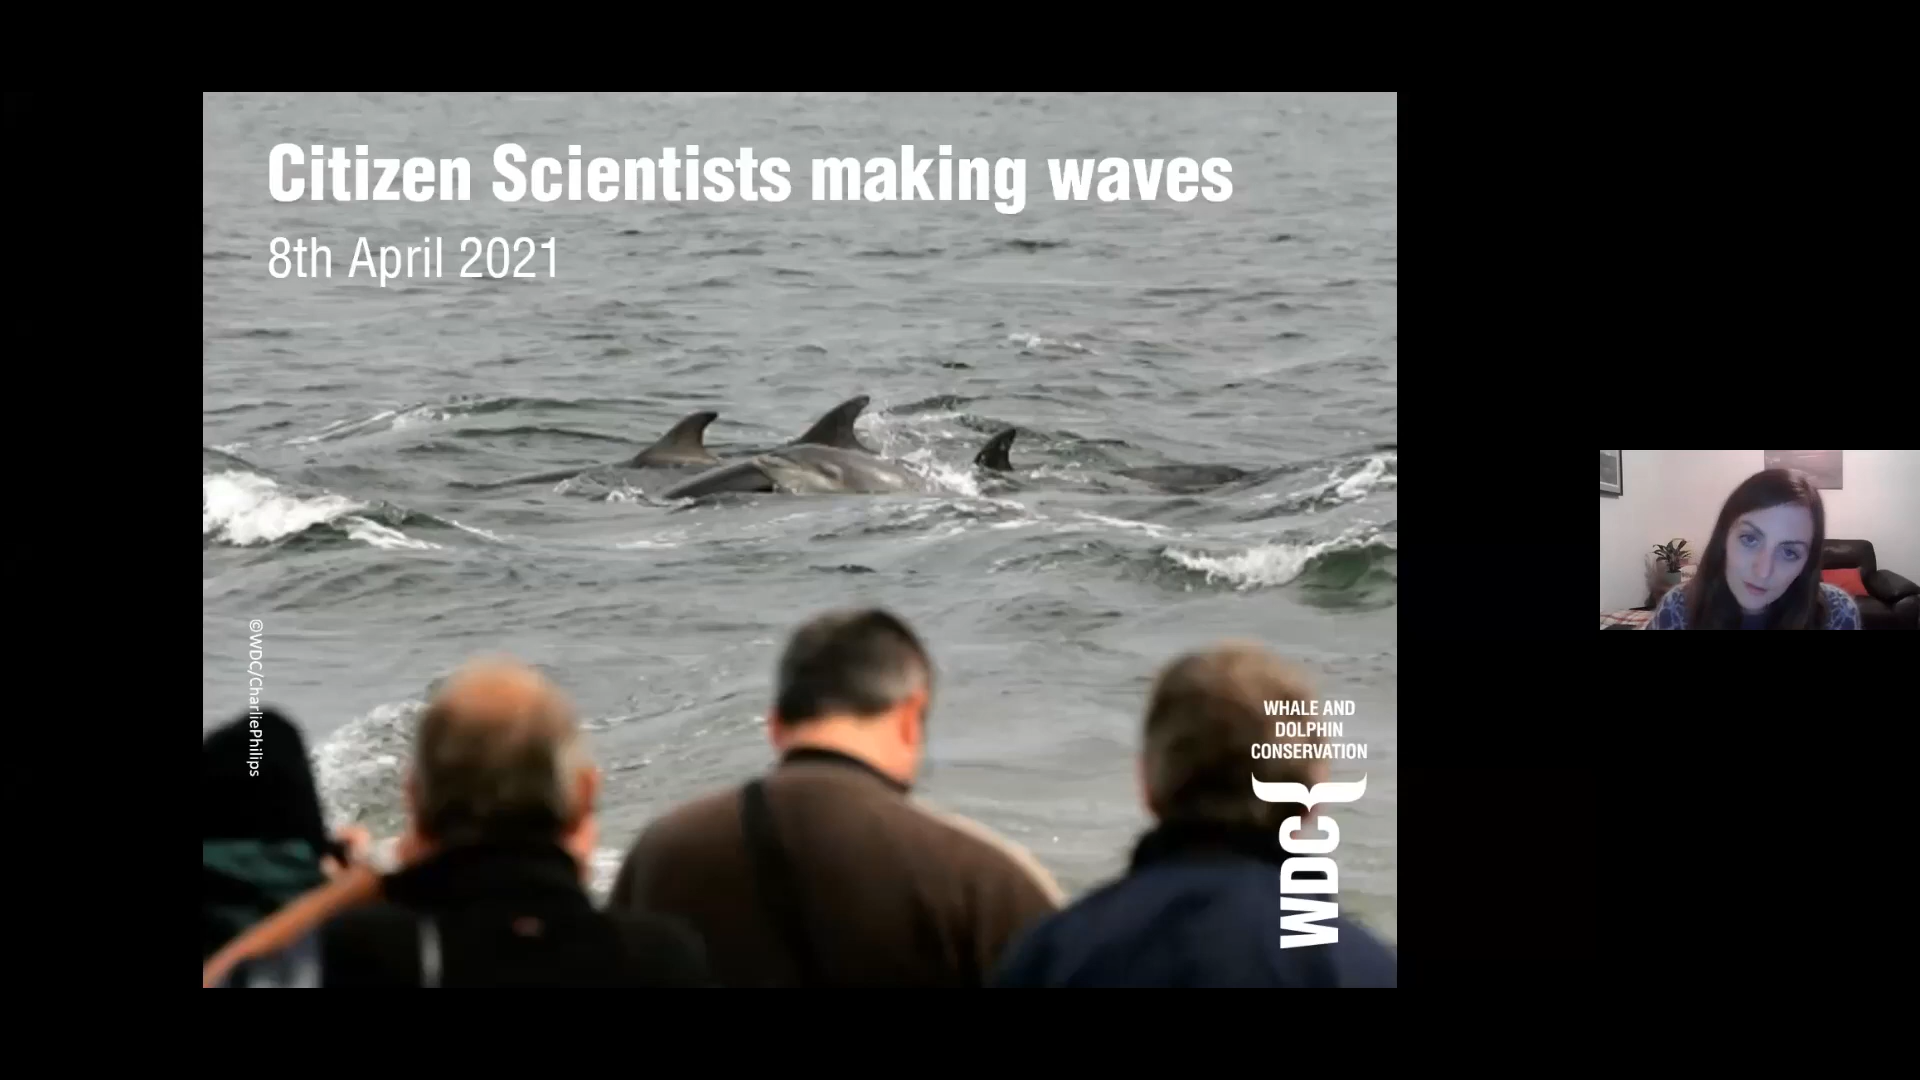 Citizen Scientists making waves
8th April 2021
©WDC/CharliePhilips
WHALE AND
DOLPHIN
CONSERVATION
WDC